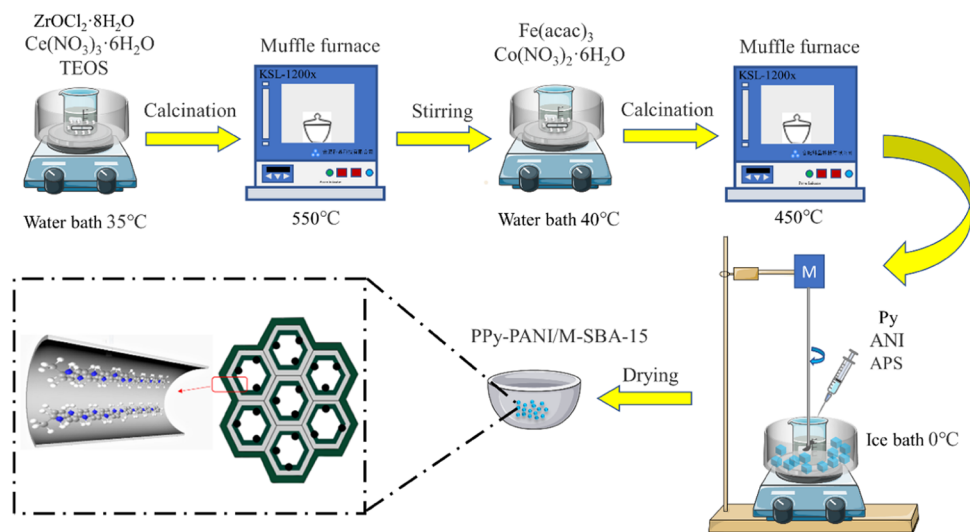 ZrOCl₂·8H₂O
Ce(NO₃)₃·6H₂O
TEOS
Calcination
Water bath 35℃
Muffle furnace
KSL-1200x
550℃
Stirring
Fe(acac)₃
Co(NO₃)₂·6H₂O
Water bath 40℃
Calcination
Muffle furnace
KSL-1200x
450℃
M
Py
ANI
APS
Ice bath 0℃
Drying
PPy-PANI/M-SBA-15